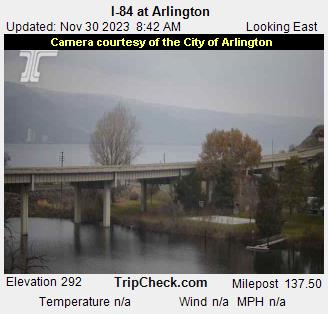 I-84 at Arlington
Updated: Nov 30 2023 8:42 AM Looking East
Camera courtesy of the City of Arlington
Elevation 292 TripCheck.com Milepost 137.50
Temperature n/a Wind n/a MPH n/a